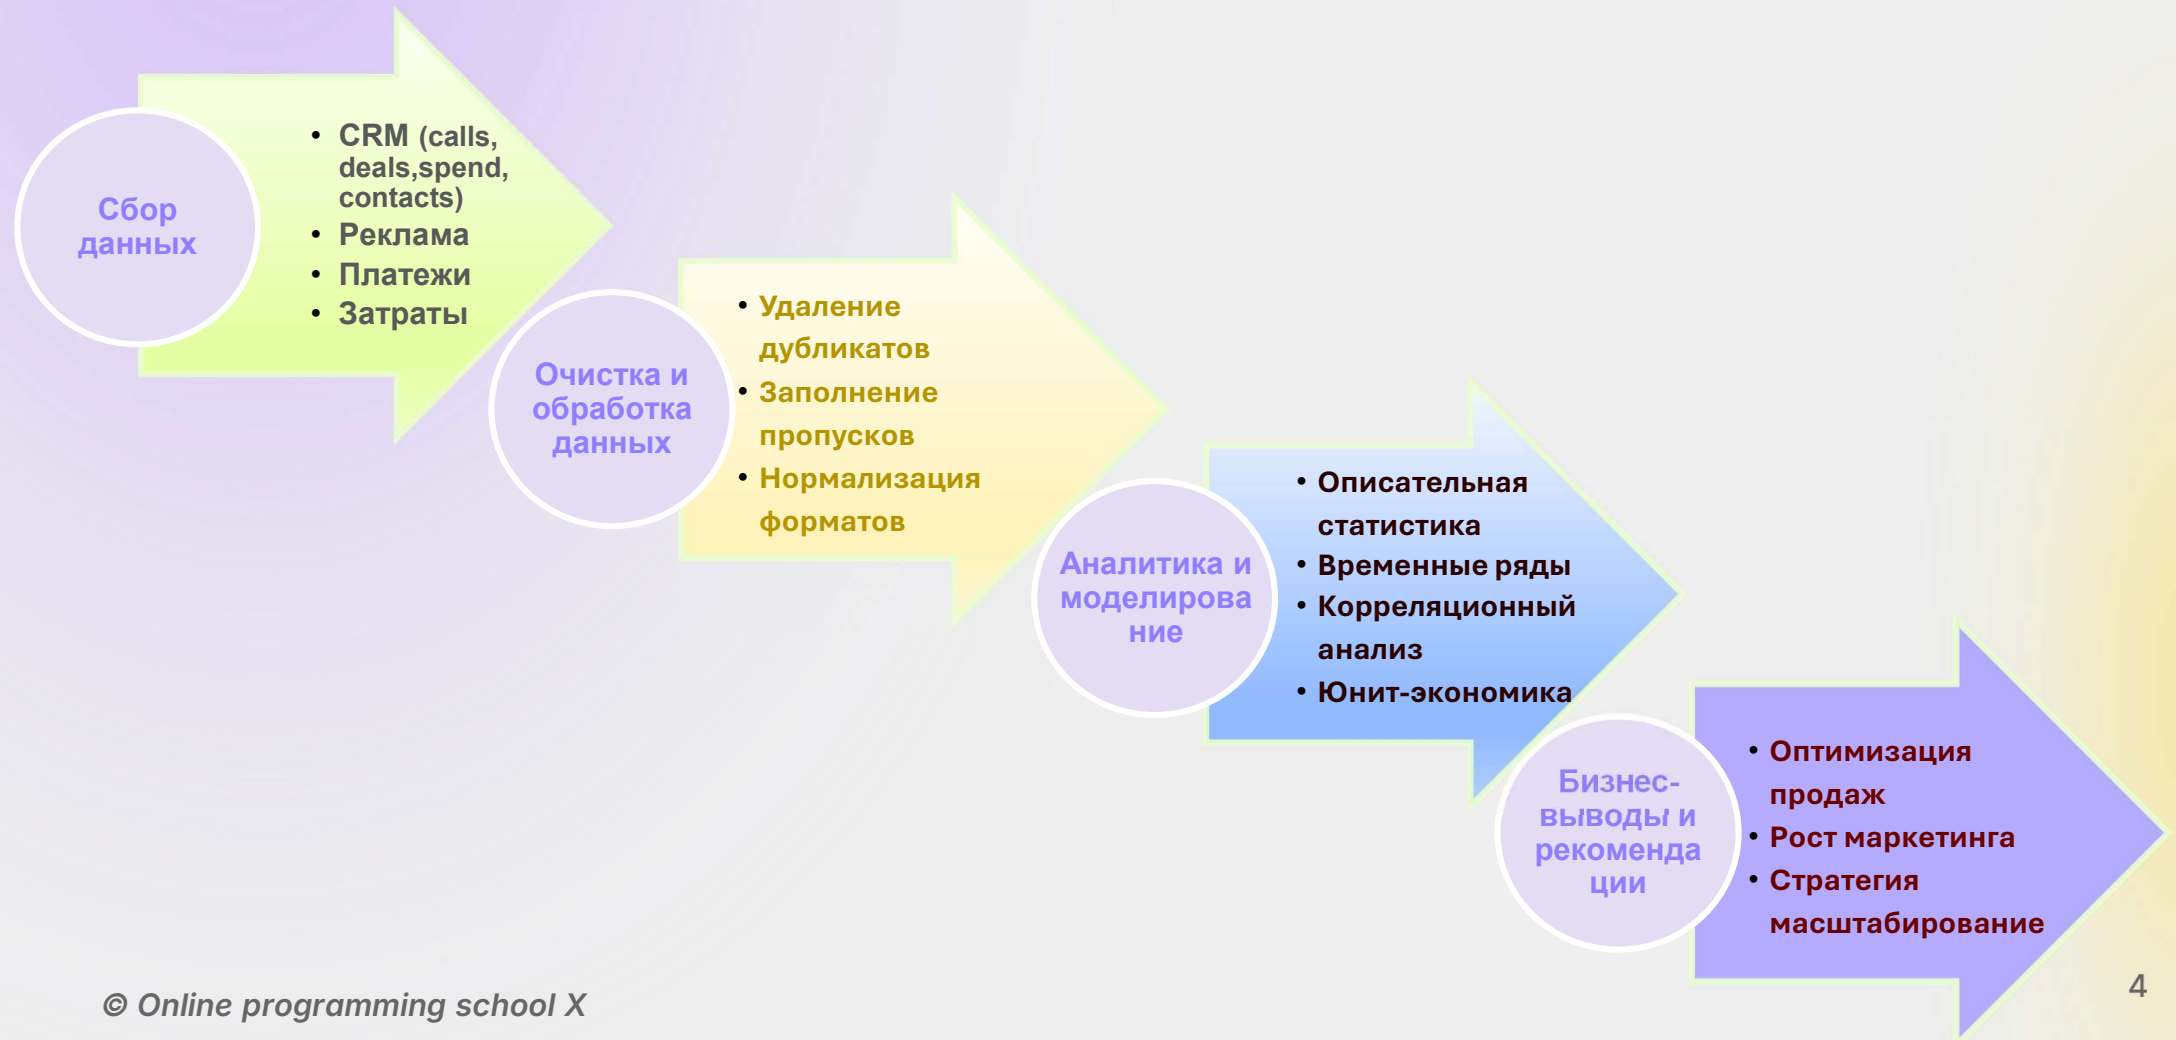 Сбор
данных
• CRM (calls,
deals,spend,
contacts)
• Реклама
• Платежи
• Затраты
Очистка и
обработка
данных
• Удаление
дубликатов
• Заполнение
пропусков
• Нормализация
форматов
Аналитика и
моделирова
ние
• Описательная
статистика
• Временные ряды
• Корреляционный
анализ
• Юнит-экономика
Бизнес-
выводы и
рекоменда
ции
• Оптимизация
продаж
• Рост маркетинга
• Стратегия
масштабирование
© Online programming school X
4